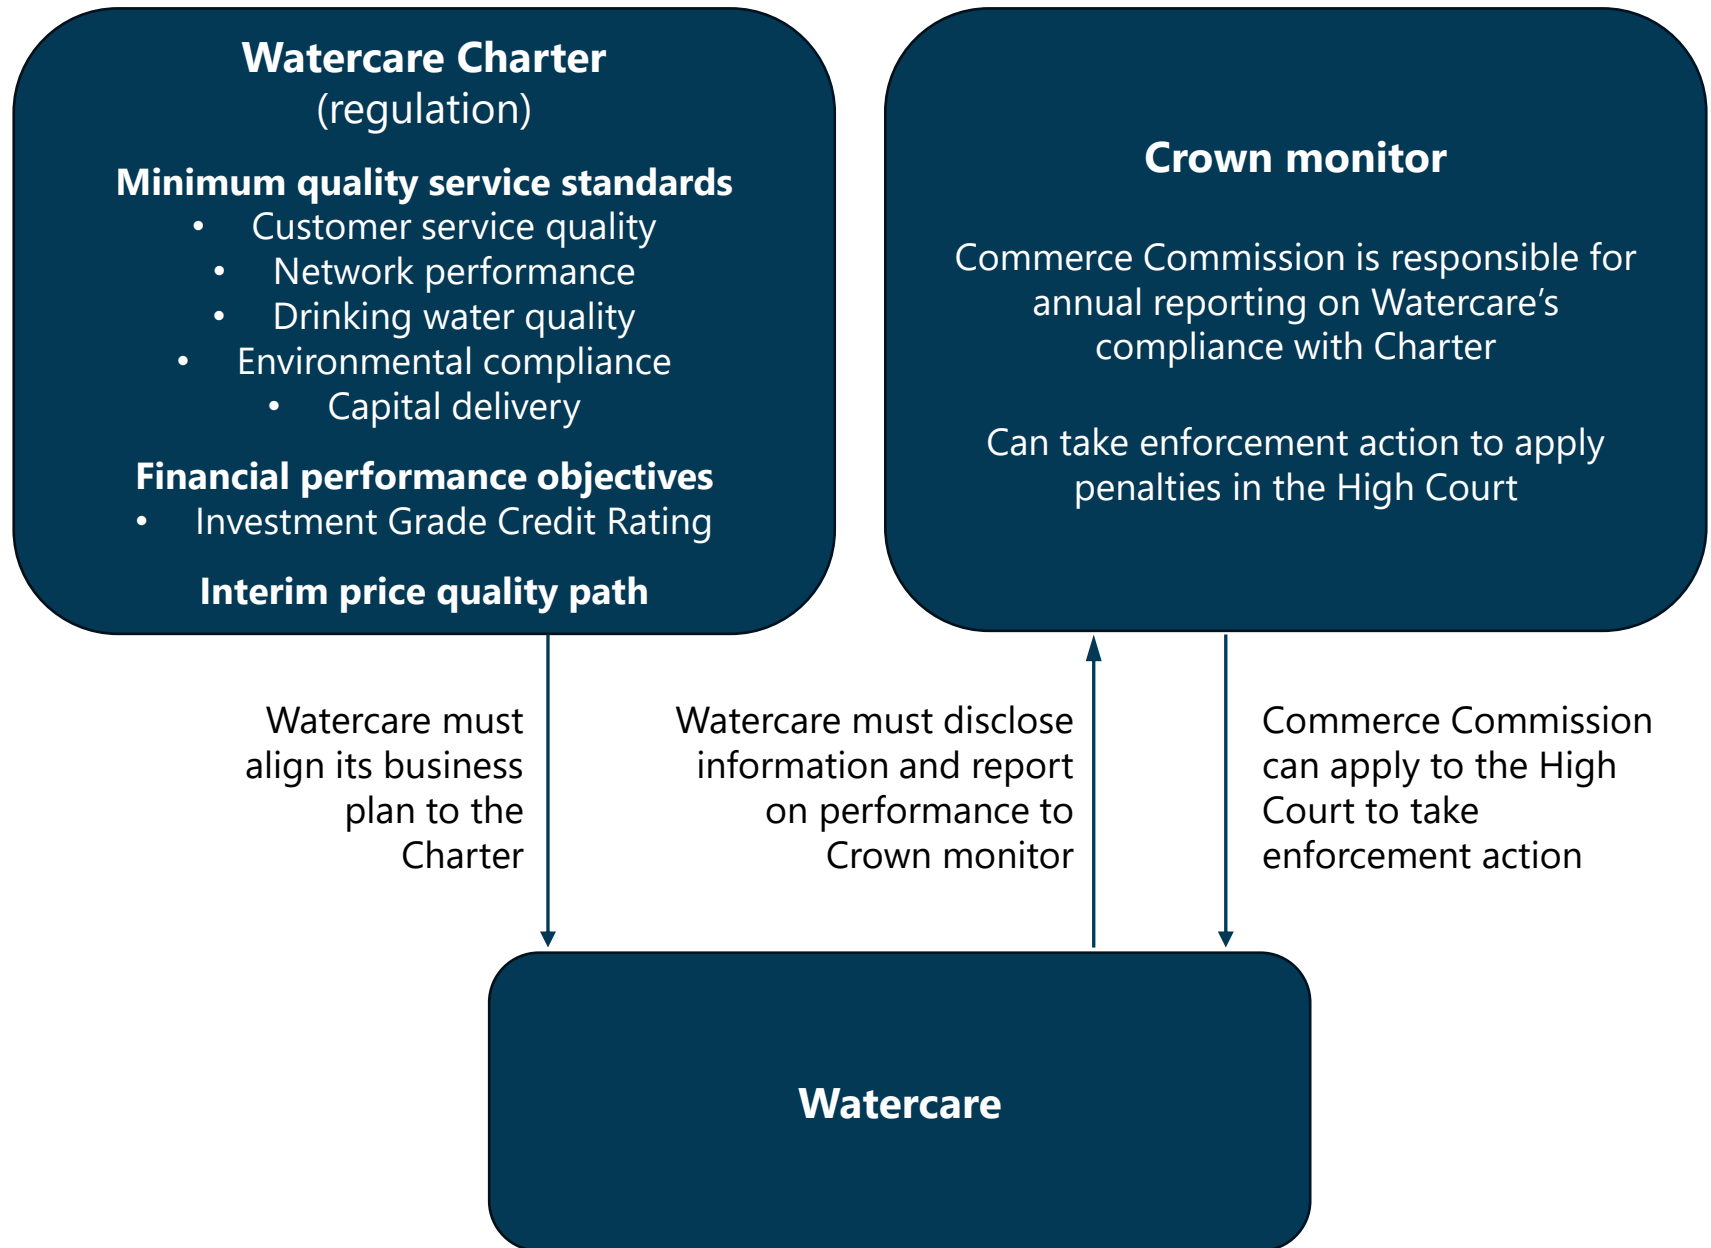 Watercare Charter
(regulation)
Minimum quality service standards
• Customer service quality
• Network performance
• Drinking water quality
• Environmental compliance
• Capital delivery
Financial performance objectives
• Investment Grade Credit Rating
Interim price quality path
Crown monitor
Commerce Commission is responsible for
annual reporting on Watercare’s
compliance with Charter
Can take enforcement action to apply
penalties in the High Court
Watercare must
align its business
plan to the
Charter
Watercare must disclose
information and report
on performance to
Crown monitor
Commerce Commission
can apply to the High
Court to take
enforcement action
Watercare